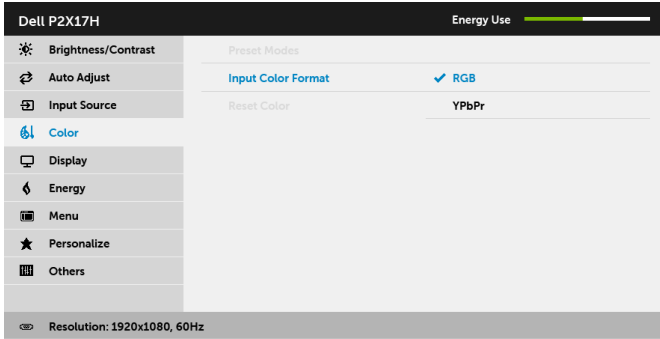 Dell P2X17H
Energy Use
Brightness/Contrast
Preset Modes
Auto Adjust
Input Color Format
RGB
Input Source
Reset Color
YPbPr
Color
Display
Energy
Menu
Personalize
Others
Resolution: 1920x1080, 60Hz